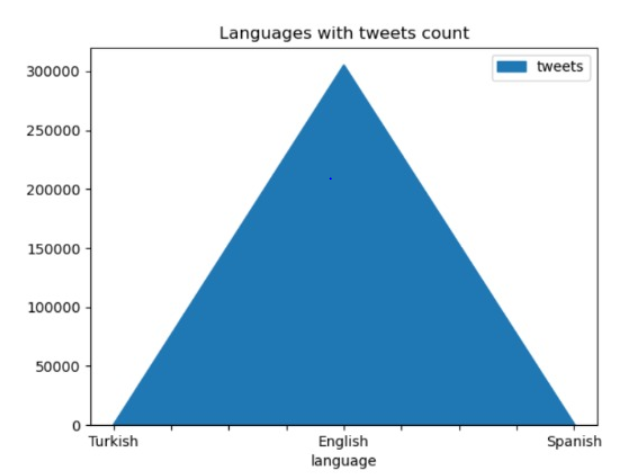 Languages with tweets count
tweets
300000
250000
200000
150000
100000
50000
0
Turkish English Spanish
language